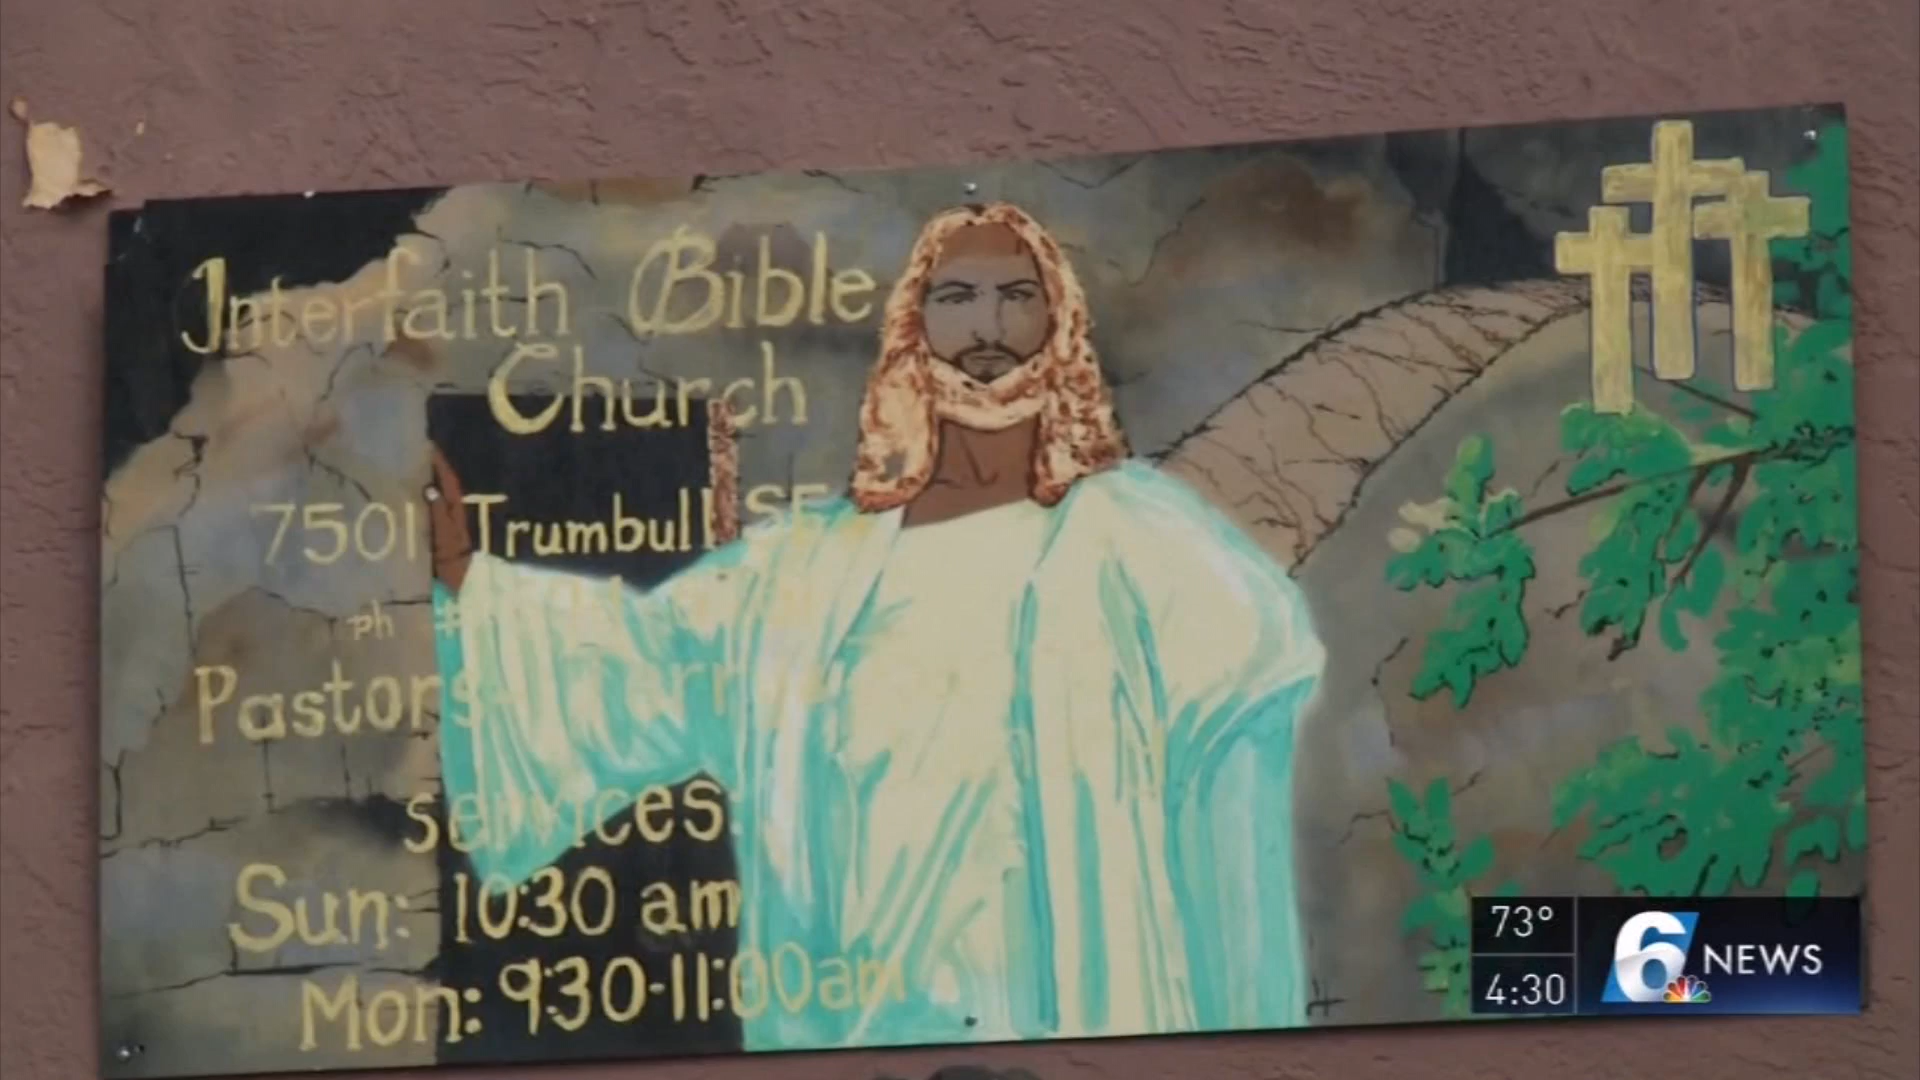 Interfaith Bible
Church
7501 Trumbull SE
ph #
Pastors
Services:
Sun: 10:30 am
Mon: 9:30-11:00am
73°
4:30
6 NEWS